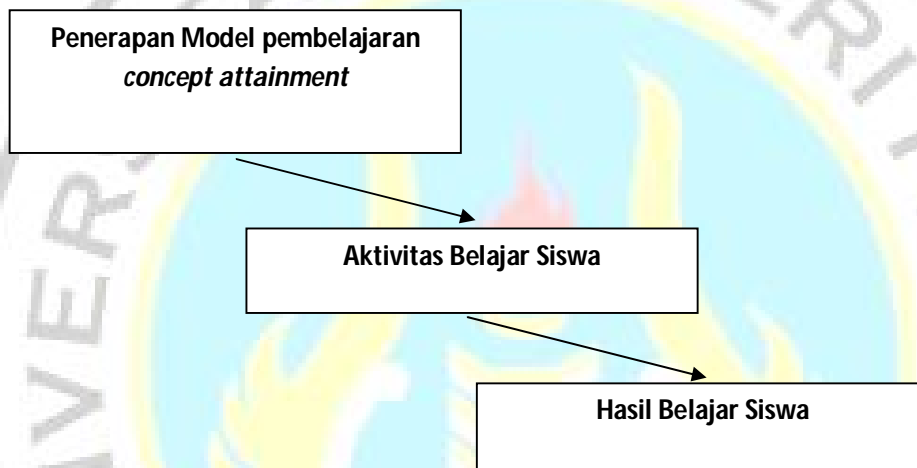 Penerapan Model pembelajaran
concept attainment
Aktivitas Belajar Siswa
Hasil Belajar Siswa